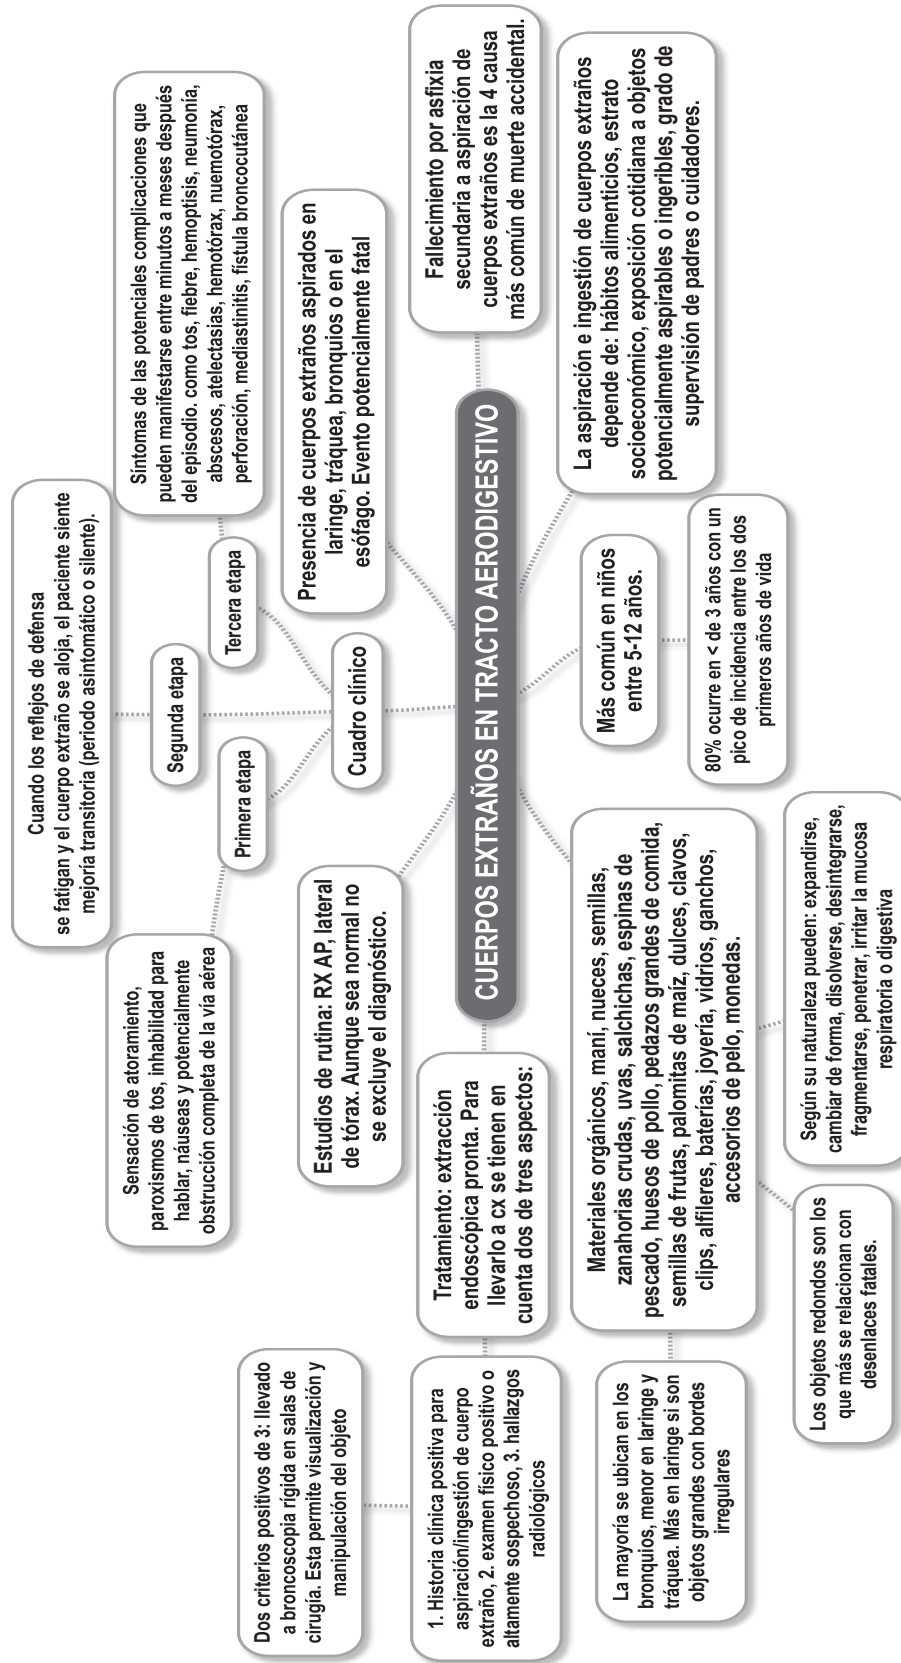 Cuando los reflejos de defensa
se fatigan y el cuerpo extraño se aloja, el paciente siente
mejoría transitoria (periodo asintomático o silente).
Sensación de atoramiento,
paroxismos de tos, inhabilidad para
hablar, náuseas y potencialmente
obstrucción completa de la vía aérea
Síntomas de las potenciales complicaciones que
pueden manifestarse entre minutos a meses después
del episodio. como tos, fiebre, hemoptisis, neumonía,
abscesos, atelectasias, hemotórax, nuemotórax,
perforación, mediastinitis, fistula broncocutánea
Primera etapa
Segunda etapa
Tercera etapa
Cuadro clínico
Dos criterios positivos de 3: llevado
a broncoscopia rígida en salas de
cirugía. Esta permite visualización y
manipulación del objeto
Estudios de rutina: RX AP, lateral
de tórax. Aunque sea normal no
se excluye el diagnóstico.
Presencia de cuerpos extraños aspirados en
laringe, tráquea, bronquios o en el
esófago. Evento potencialmente fatal
1. Historia clínica positiva para
aspiración/ingestión de cuerpo
extraño, 2. examen físico positivo o
altamente sospechoso, 3. hallazgos
radiológicos
Tratamiento: extracción
endoscópica pronta. Para
llevarlo a cx se tienen en
cuenta dos de tres aspectos:
CUERPOS EXTRAÑOS EN TRACTO AERODIGESTIVO
Fallecimiento por asfixia
secundaria a aspiración de
cuerpos extraños es la 4 causa
más común de muerte accidental.
La mayoría se ubican en los
bronquios, menor en laringe y
tráquea. Más en laringe si son
objetos grandes con bordes
irregulares
Materiales orgánicos, maní, nueces, semillas,
zanahorias crudas, uvas, salchichas, espinas de
pescado, huesos de pollo, pedazos grandes de comida,
semillas de frutas, palomitas de maíz, dulces, clavos,
clips, alfileres, baterías, joyería, vidrios, ganchos,
accesorios de pelo, monedas.
Más común en niños
entre 5-12 años.
80% ocurre en < de 3 años con un
pico de incidencia entre los dos
primeros años de vida
La aspiración e ingestión de cuerpos extraños
depende de: hábitos alimenticios, estrato
socioeconómico, exposición cotidiana a objetos
potencialmente aspirables o ingeribles, grado de
supervisión de padres o cuidadores.
Los objetos redondos son los
que más se relacionan con
desenlaces fatales.
Según su naturaleza pueden: expandirse,
cambiar de forma, disolverse, desintegrarse,
fragmentarse, penetrar, irritar la mucosa
respiratoria o digestiva